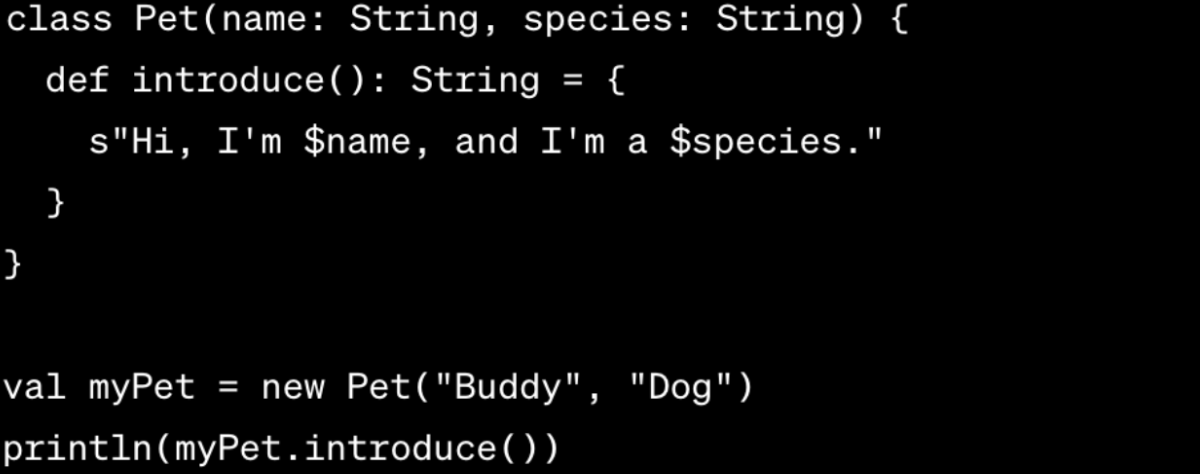 class Pet(name: String, species: String) {
  def introduce(): String = {
    s"Hi, I'm $name, and I'm a $species."
  }
}

val myPet = new Pet("Buddy", "Dog")
println(myPet.introduce())